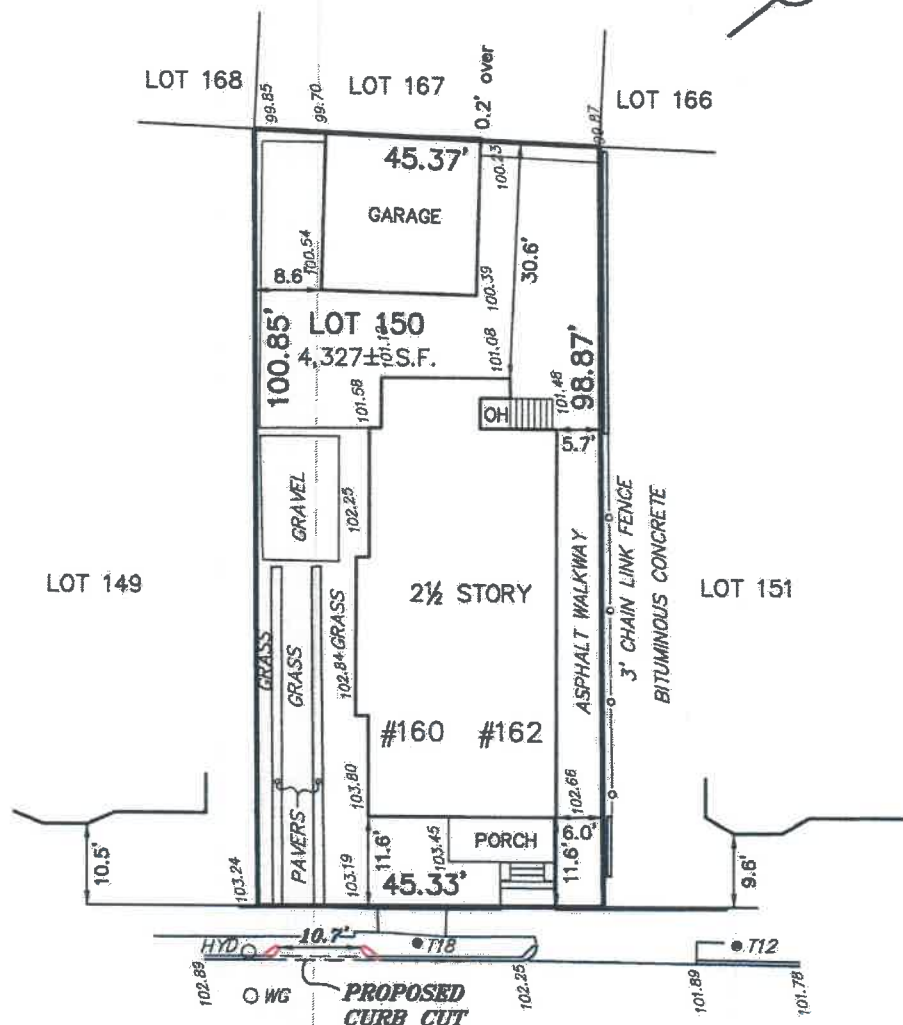 LOT 168
LOT 167
LOT 166
99.85
99.70
0.2' over
99.87
45.37'
100.23
GARAGE
100.54
8.6'
100.39
30.6'
100.85'
LOT 150
4,327± S.F.
101.08
101.58
101.48
98.87'
OH
5.7'
GRAVEL
102.25
LOT 149
2½ STORY
ASPHALT WALKWAY
3' CHAIN LINK FENCE
BITUMINOUS CONCRETE
LOT 151
GRASS
GRASS
GRASS
102.84
#160
#162
103.80
102.66
PAVERS
PORCH
6.0'
10.5'
103.24
103.19
11.6'
103.45
45.33'
11.6'
9.6'
HYD
10.7'
T18
T12
102.89
WG
102.25
101.89
101.78
PROPOSED
CURB CUT